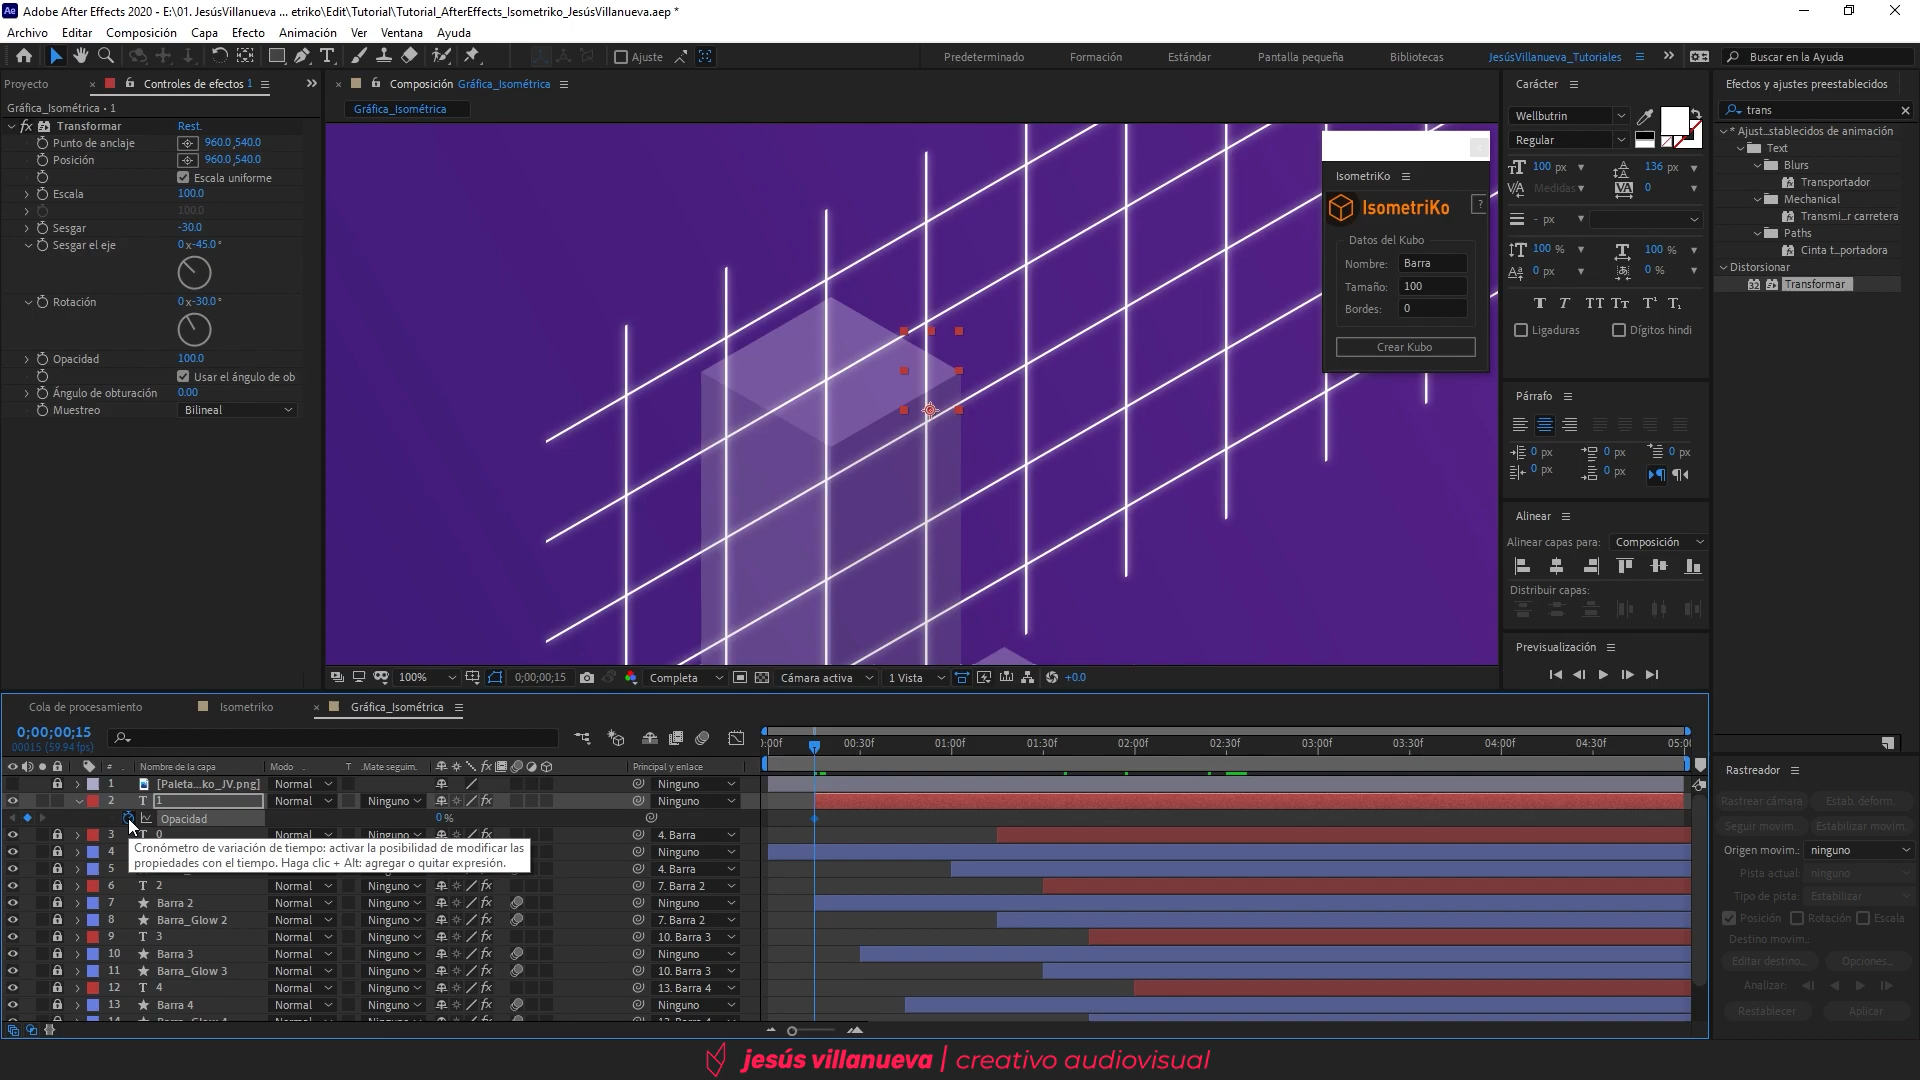 Adobe After Effects 2020 - E:\01. JesúsVillanueva ... etriko\Edit\Tutorial\Tutorial_AfterEffects_Isometriko_JesúsVillanueva.aep *
Archivo Editar Composición Capa Efecto Animación Ver Ventana Ayuda
Ajuste
Predeterminado Formación Estándar Pantalla pequeña Bibliotecas JesúsVillanueva_Tutoriales
Buscar en la Ayuda
Proyecto
Controles de efectos 1
Gráfica_Isométrica • 1
fx Transformar Rest.
Punto de anclaje 960.0,540.0
Posición 960.0,540.0
Escala uniforme
Escala 100.0
100.0
Sesgar -30.0
Sesgar el eje 0x-45.0°
Rotación 0x-30.0°
Opacidad 100.0
Usar el ángulo de ob
Ángulo de obturación 0.00
Muestreo Bilineal
Composición Gráfica_Isométrica
Gráfica_Isométrica
IsometriKo
IsometriKo
?
Datos del Kubo
Nombre: Barra
Tamaño: 100
Bordes: 0
Crear Kubo
100% 0;00;00;15 Completa Cámara activa 1 Vista +0.0
Carácter
Wellbutrin
Regular
100 px 136 px
Medidas 0
- px
100 % 100 %
0 px 0 %
Ligaduras Dígitos hindi
Párrafo
0 px 0 px 0 px
0 px 0 px
Alinear
Alinear capas para: Composición
Distribuir capas:
Previsualización
Efectos y ajustes preestablecidos
trans
* Ajust...stablecidos de animación
Text
Blurs
Transportador
Mechanical
Transmi...r carretera
Paths
Cinta t...portadora
Distorsionar
32 Transformar
Rastreador
Rastrear cámara Estab. deform.
Seguir movim. Estabilizar movim.
Origen movim.: ninguno
Pista actual: ninguno
Tipo de pista: Estabilizar
Posición Rotación Escala
Destino movim.:
Editar destino... Opciones...
Analizar:
Restablecer Aplicar
Cola de procesamiento Isometriko Gráfica_Isométrica
0;00;00;15
00015 (59.94 fps)
:00f 00:30f 01:00f 01:30f 02:00f 02:30f 03:00f 03:30f 04:00f 04:30f 05:00
# Nombre de la capa Modo T .Mate seguim. Principal y enlace
1 [Paleta...ko_JV.png] Normal Ninguno
2 T 1 Normal Ninguno Ninguno
Opacidad 0 %
3 T 0 Normal Ninguno 4. Barra
Cronómetro de variación de tiempo: activar la posibilidad de modificar las
propiedades con el tiempo. Haga clic + Alt: agregar o quitar expresión.
4 Ninguno
5 4. Barra
6 T 2 Normal Ninguno 7. Barra 2
7 Barra 2 Normal Ninguno Ninguno
8 Barra_Glow 2 Normal Ninguno 7. Barra 2
9 T 3 Normal Ninguno 10. Barra 3
10 Barra 3 Normal Ninguno Ninguno
11 Barra_Glow 3 Normal Ninguno 10. Barra 3
12 T 4 Normal Ninguno 13. Barra 4
13 Barra 4 Normal Ninguno Ninguno
jesús villanueva | creativo audiovisual